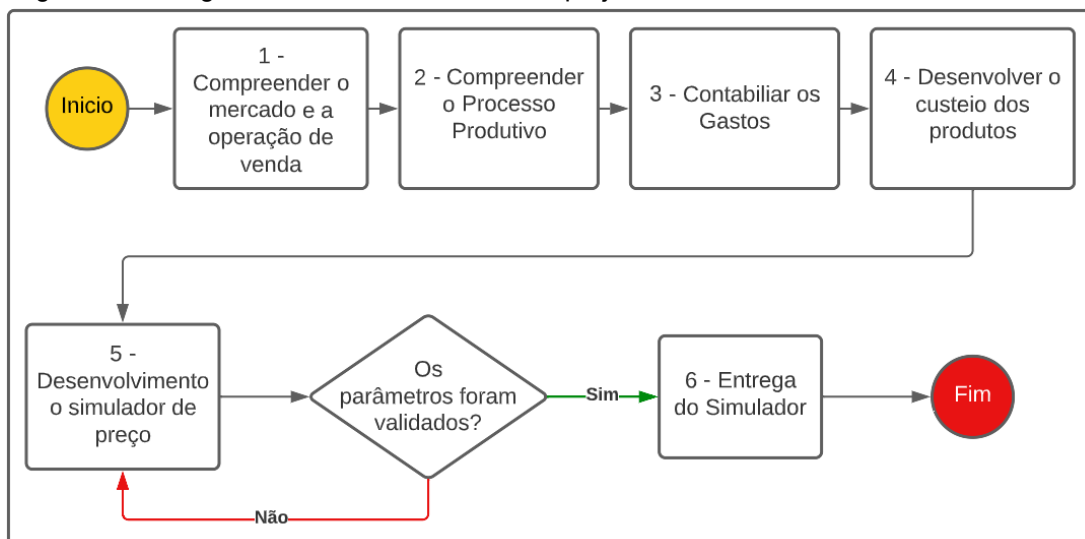 Inicio
1 -
Compreender o
mercado e a
operação de
venda
2 - Compreender
o Processo
Produtivo
3 - Contabiliar os
Gastos
4 - Desenvolver o
custeio dos
produtos
5 -
Desenvolvimento
o simulador de
preço
Os
parâmetros foram
validados?
Sim
6 - Entrega
do Simulador
Fim
Não